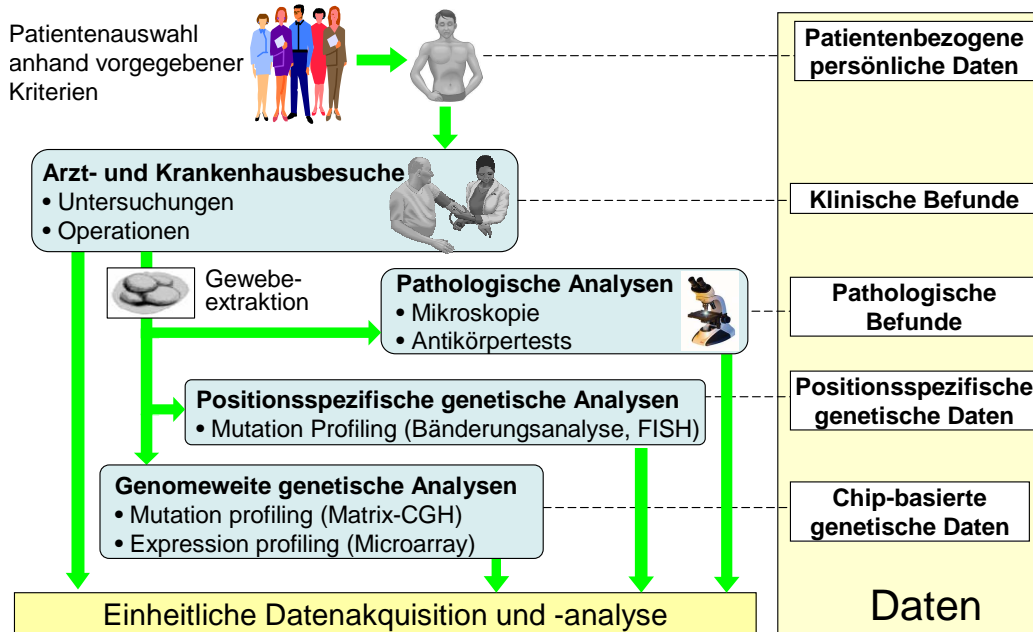 Patientenauswahl
anhand vorgegebener
Kriterien
Patientenbezogene
persönliche Daten
Arzt- und Krankenhausbesuche
• Untersuchungen
• Operationen
Klinische Befunde
Gewebe-
extraktion
Pathologische Analysen
• Mikroskopie
• Antikörpertests
Pathologische
Befunde
Positionsspezifische genetische Analysen
• Mutation Profiling (Bänderungsanalyse, FISH)
Positionsspezifische
genetische Daten
Genomeweite genetische Analysen
• Mutation profiling (Matrix-CGH)
• Expression profiling (Microarray)
Chip-basierte
genetische Daten
Einheitliche Datenakquisition und -analyse
Daten